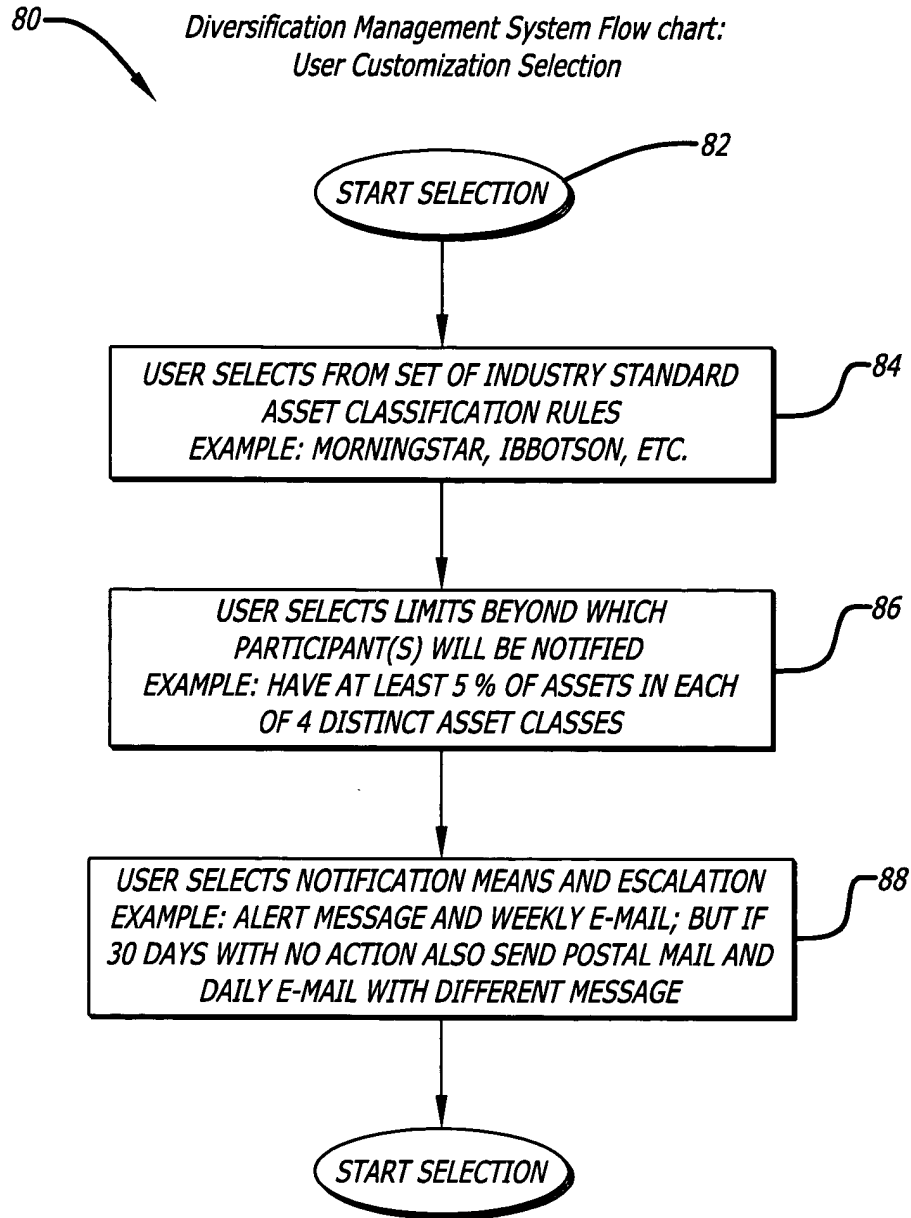 80
Diversification Management System Flow chart:
User Customization Selection
82
START SELECTION
84
USER SELECTS FROM SET OF INDUSTRY STANDARD
ASSET CLASSIFICATION RULES
EXAMPLE: MORNINGSTAR, IBBOTSON, ETC.
86
USER SELECTS LIMITS BEYOND WHICH
PARTICIPANT(S) WILL BE NOTIFIED
EXAMPLE: HAVE AT LEAST 5 % OF ASSETS IN EACH
OF 4 DISTINCT ASSET CLASSES
88
USER SELECTS NOTIFICATION MEANS AND ESCALATION
EXAMPLE: ALERT MESSAGE AND WEEKLY E-MAIL; BUT IF
30 DAYS WITH NO ACTION ALSO SEND POSTAL MAIL AND
DAILY E-MAIL WITH DIFFERENT MESSAGE
START SELECTION